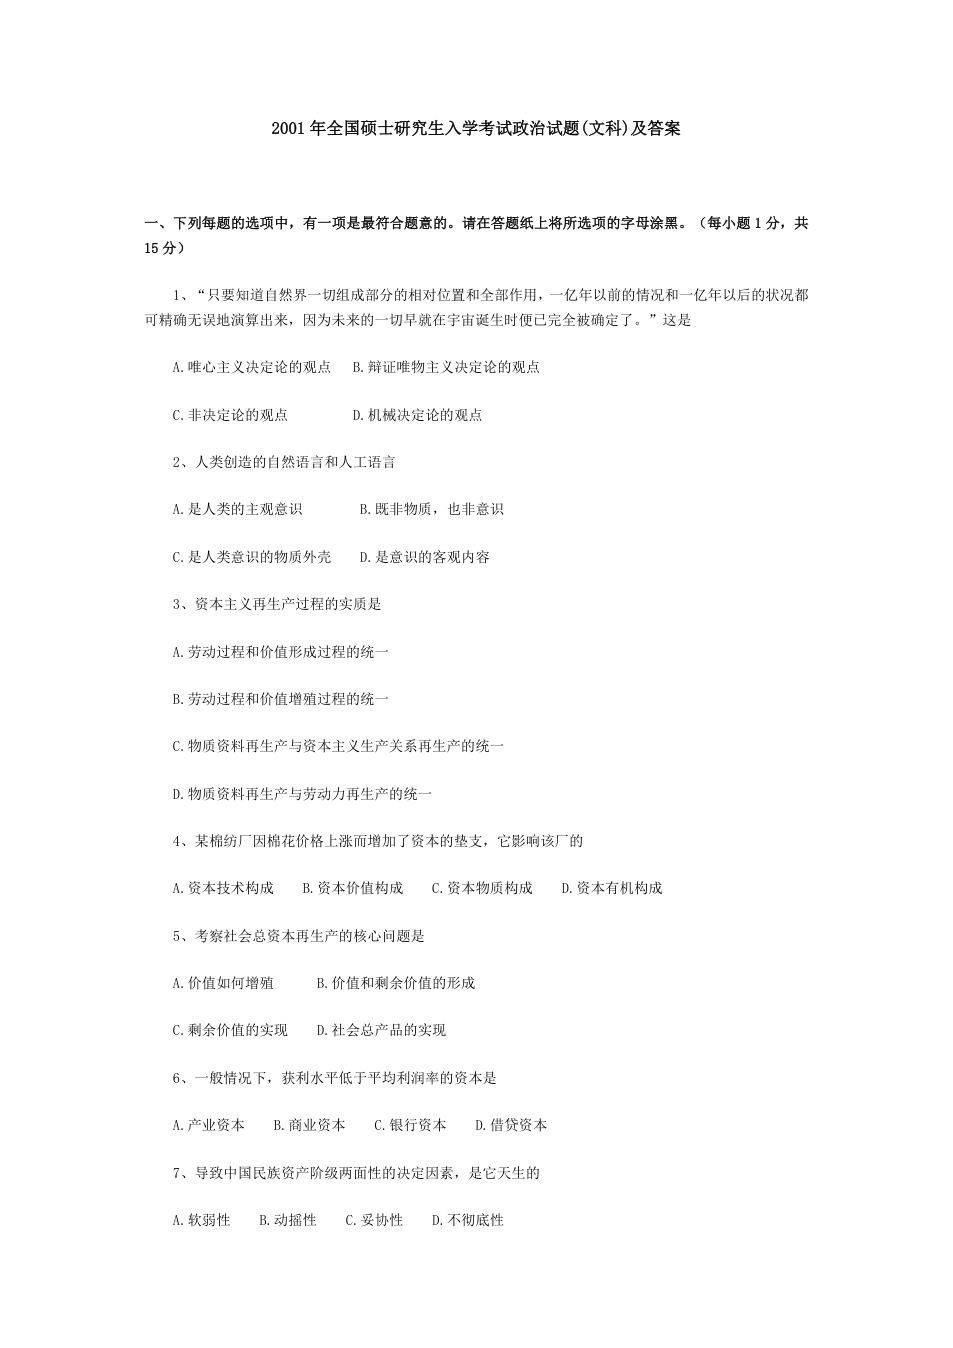 2001 年全国硕士研究生入学考试政治试题(文科)及答案
一、下列每题的选项中，有一项是最符合题意的。请在答题纸上将所选项的字母涂黑。（每小题 1 分，共
15 分）
1、“只要知道自然界一切组成部分的相对位置和全部作用，一亿年以前的情况和一亿年以后的状况都
可精确无误地演算出来，因为未来的一切早就在宇宙诞生时便已完全被确定了。”这是
A.唯心主义决定论的观点 B.辩证唯物主义决定论的观点
C.非决定论的观点 D.机械决定论的观点
2、人类创造的自然语言和人工语言
A.是人类的主观意识 B.既非物质，也非意识
C.是人类意识的物质外壳 D.是意识的客观内容
3、资本主义再生产过程的实质是
A.劳动过程和价值形成过程的统一
B.劳动过程和价值增殖过程的统一
C.物质资料再生产与资本主义生产关系再生产的统一
D.物质资料再生产与劳动力再生产的统一
4、某棉纺厂因棉花价格上涨而增加了资本的垫支，它影响该厂的
A.资本技术构成 B.资本价值构成 C.资本物质构成 D.资本有机构成
5、考察社会总资本再生产的核心问题是
A.价值如何增殖 B.价值和剩余价值的形成
C.剩余价值的实现 D.社会总产品的实现
6、一般情况下，获利水平低于平均利润率的资本是
A.产业资本 B.商业资本 C.银行资本 D.借贷资本
7、导致中国民族资产阶级两面性的决定因素，是它天生的
A.软弱性 B.动摇性 C.妥协性 D.不彻底性